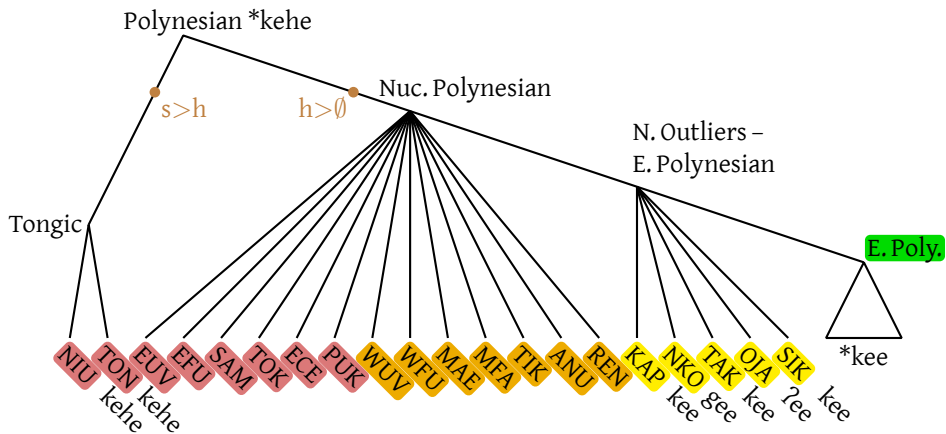 Polynesian *kehe
s>h
h>∅
Nuc. Polynesian
N. Outliers –
E. Polynesian
Tongic
E. Poly.
NIU
TON
EUV
EFU
SAM
TOK
ECE
PUK
WUV
WFU
MAE
MFA
TIK
ANU
REN
KAP
NKO
TAK
OJA
SIK
*kee
kehe
kehe
kee
gee
kee
ʔee
kee